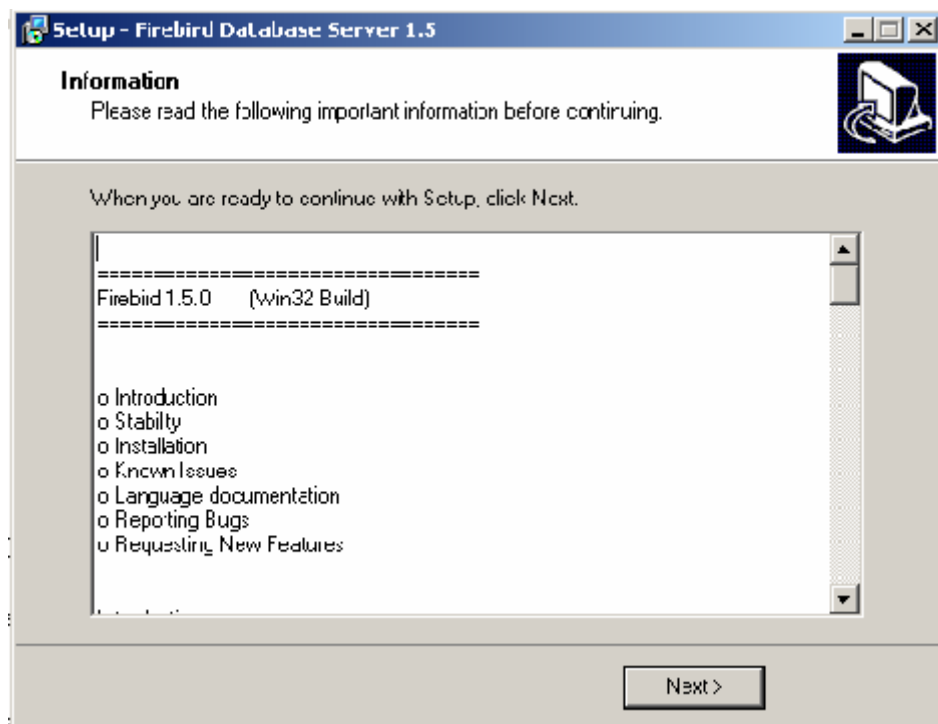 Setup - Firebird Database Server 1.5
Information
Please read the following important information before continuing.
When you are ready to continue with Setup, click Next.
==================================
Firebird 1.5.0 (Win32 Build)
==================================
o Introduction
o Stabilty
o Installation
o Known Issues
o Language documentation
o Reporting Bugs
o Requesting New Features
Next >